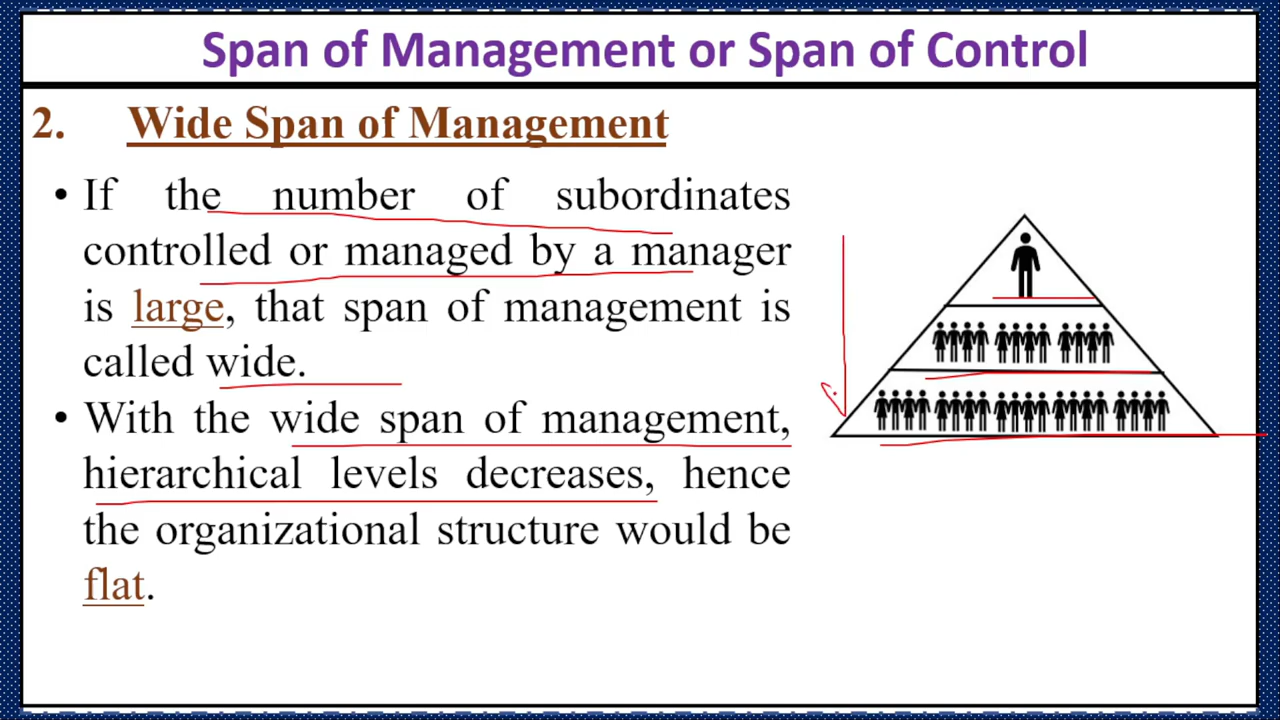 Span of Management or Span of Control
2. Wide Span of Management
• If the number of subordinates
controlled or managed by a manager
is large, that span of management is
called wide.
• With the wide span of management,
hierarchical levels decreases, hence
the organizational structure would be
flat.